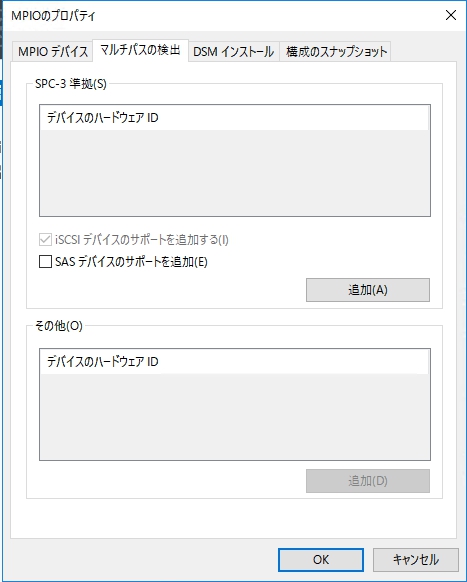 MPIOのプロパティ
MPIO デバイス マルチパスの検出 DSM インストール 構成のスナップショット
SPC-3 準拠(S)
デバイスのハードウェア ID
iSCSI デバイスのサポートを追加する(I)
SAS デバイスのサポートを追加(E)
追加(A)
その他(O)
デバイスのハードウェア ID
追加(D)
OK キャンセル